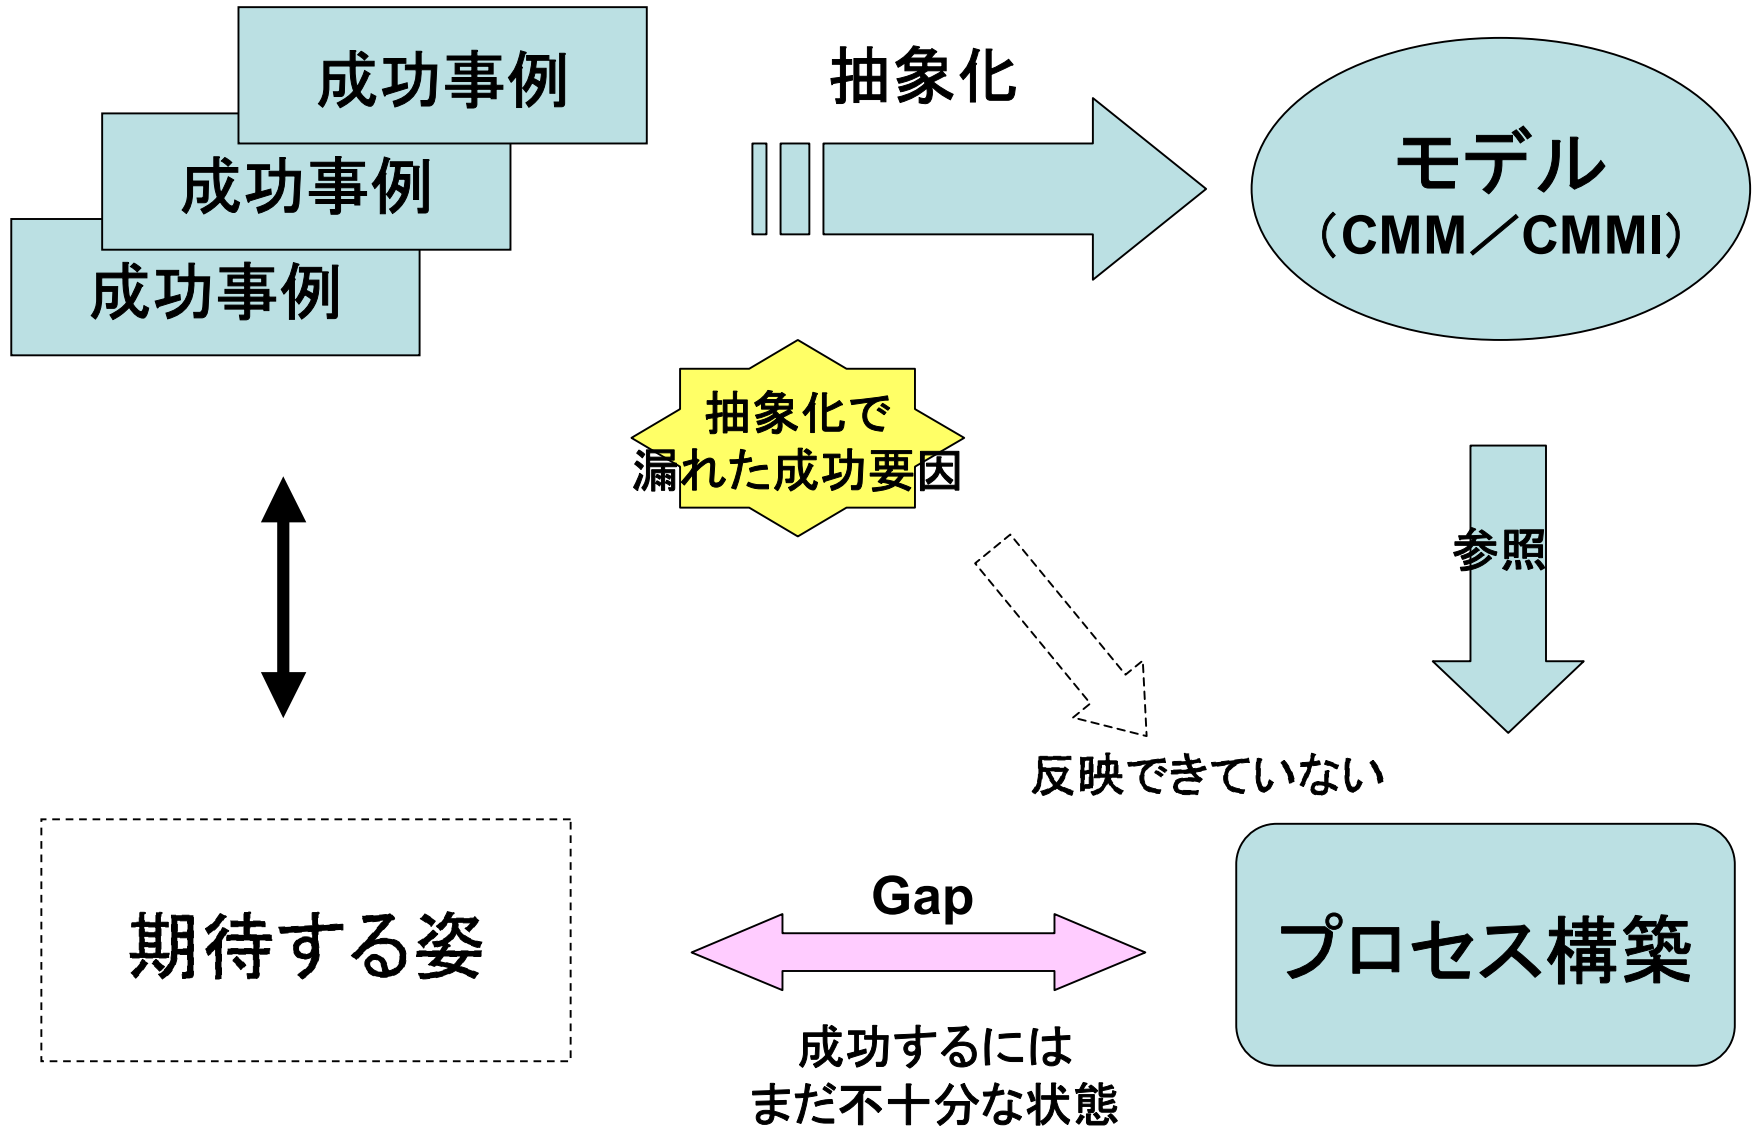 成功事例
成功事例
成功事例
抽象化
モデル
（CMM／CMMI）
抽象化で
漏れた成功要因
参照
反映できていない
期待する姿
Gap
成功するには
まだ不十分な状態
プロセス構築